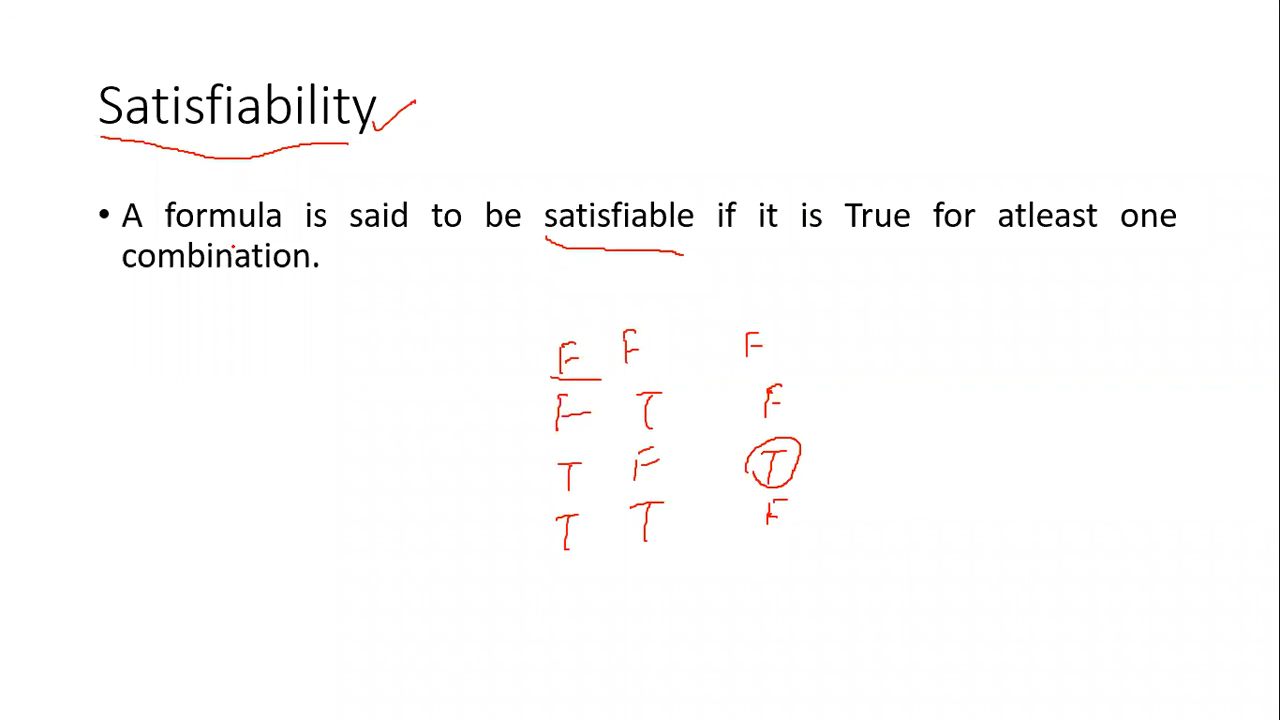 Satisfiability
• A formula is said to be satisfiable if it is True for atleast one
combination.
F F F
F T F
T F T
T T F